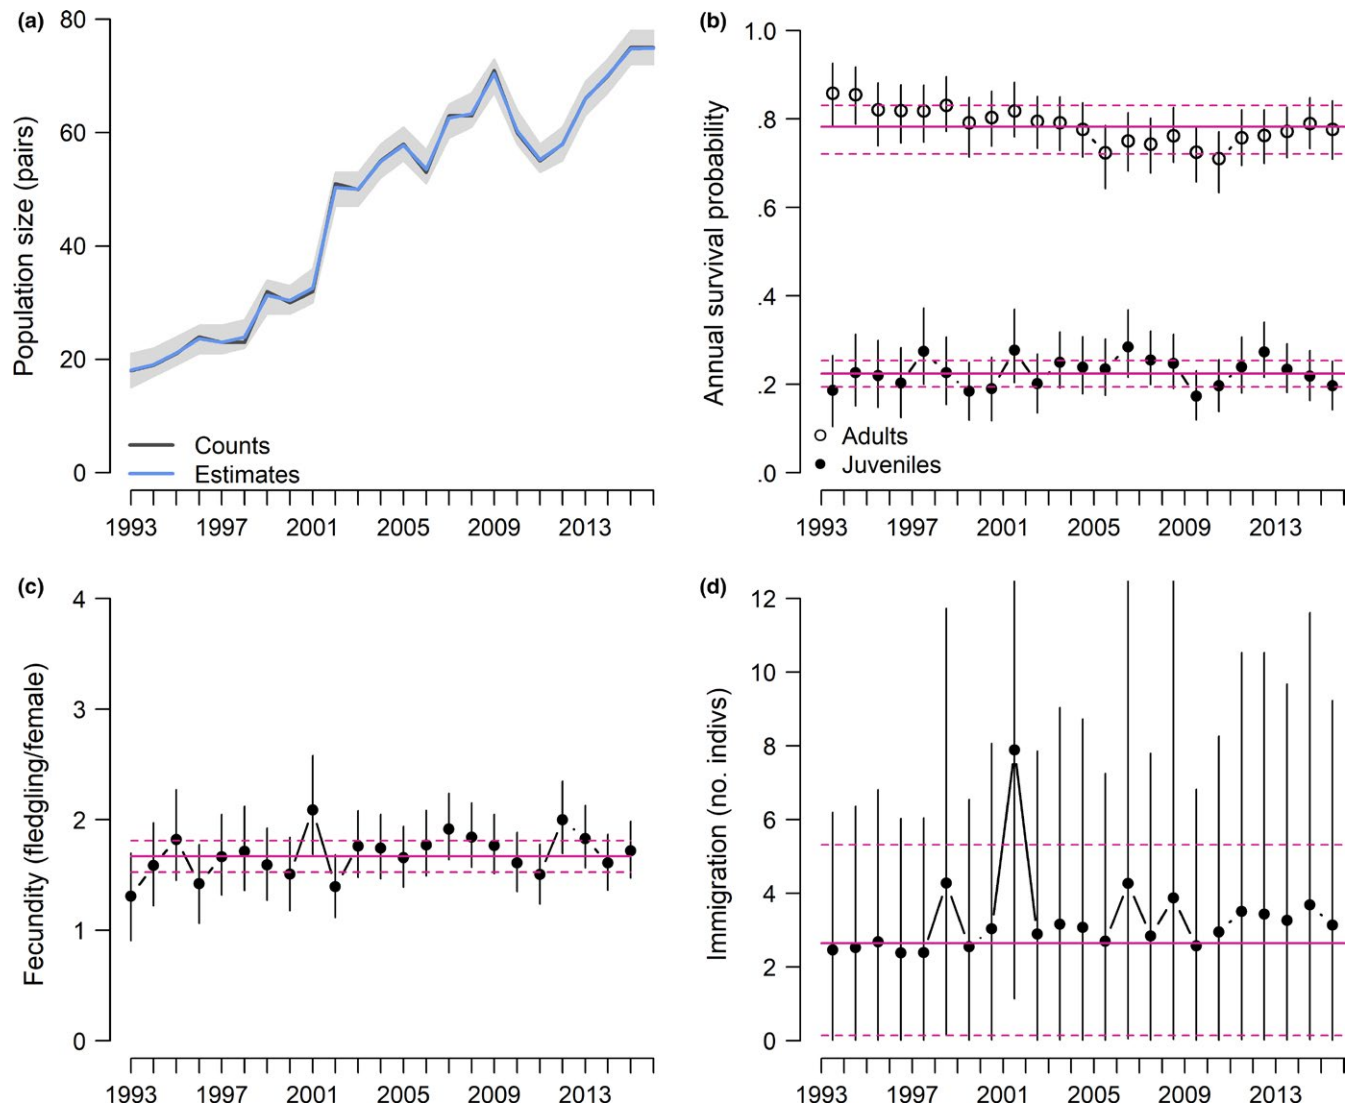 (a)
Population size (pairs)
80
60
40
20
0
Counts
Estimates
1993 1997 2001 2005 2009 2013
(b)
Annual survival probability
1.0
.8
.6
.4
.2
.0
Adults
Juveniles
1993 1997 2001 2005 2009 2013
(c)
Fecundity (fledgling/female)
4
3
2
1
0
1993 1997 2001 2005 2009 2013
(d)
Immigration (no. indivs)
12
10
8
6
4
2
0
1993 1997 2001 2005 2009 2013